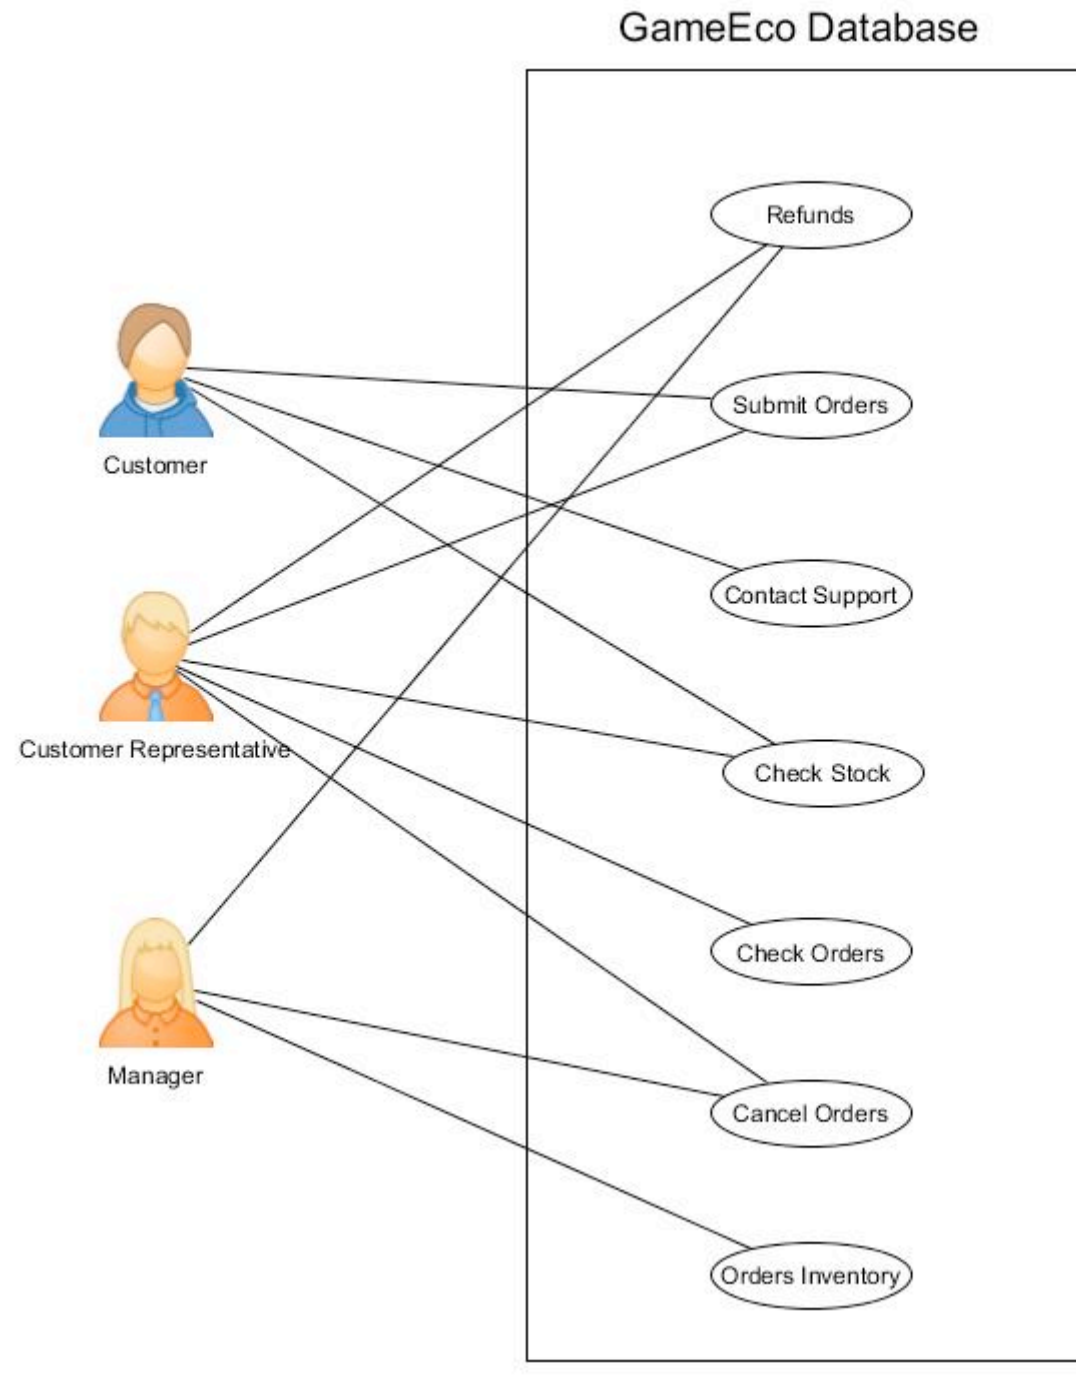 GameEco Database
Refunds
Submit Orders
Customer
Contact Support
Customer Representative
Check Stock
Check Orders
Manager
Cancel Orders
Orders Inventory